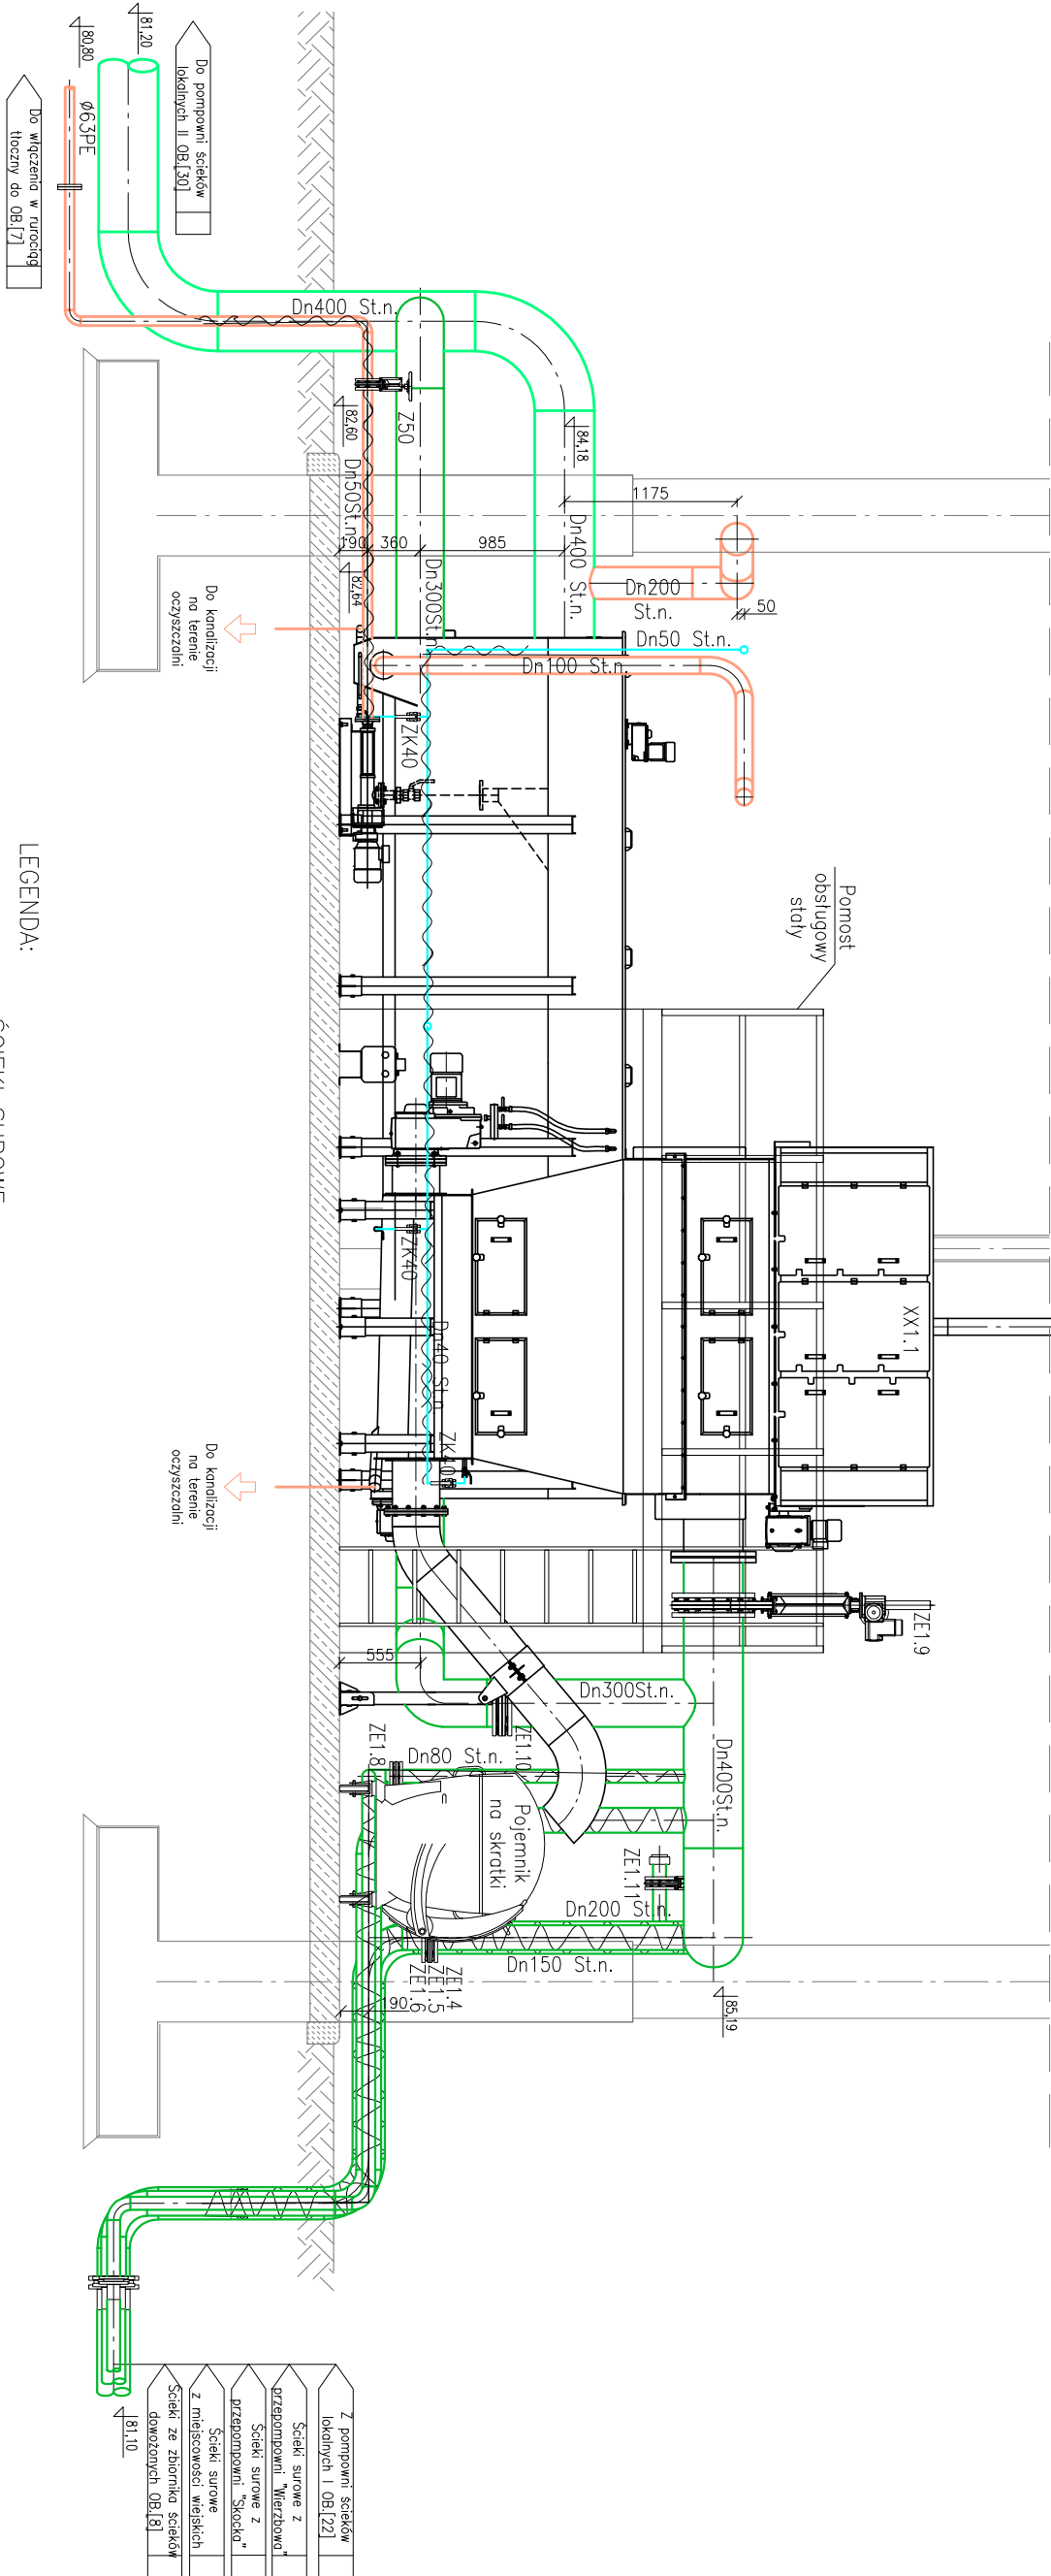 81,20
80,80
Do pompowni ścieków
lokalnych II OB.[30]
Do włączenia w rurociąg
tłoczny do OB.[7]
ø63PE
Dn400 St.n.
Z50
82,60
Dn50St.n.
84,18
1175
190
360
985
Dn400 St.n.
Dn300St.n.
82,64
Dn200
St.n.
50
Dn50 St.n.
Dn100 St.n.
Do kanalizacji
na terenie
oczyszczalni
ZK40
LEGENDA:
Pomost
obsługowy
stały
ZK40
XX1.1
Dn40 St.n.
ZK40
Do kanalizacji
na terenie
oczyszczalni
ZE1.9
555
Dn300St.n.
ZE1.10
ZE1.8
Dn80 St.n.
Dn400St.n.
Pojemnik
na skratki
ZE1.11
Dn200 St.n.
Dn150 St.n.
ZE1.4
ZE1.5
ZE1.6
190
85,19
81,10
Z pompowni ścieków
lokalnych I OB.[22]
Ścieki surowe z
przepompowni "Wierzbowa"
Ścieki surowe z
przepompowni "Skocka"
Ścieki surowe
z miejscowości wiejskich
Ścieki ze zbiornika ścieków
dowożonych OB.[8]